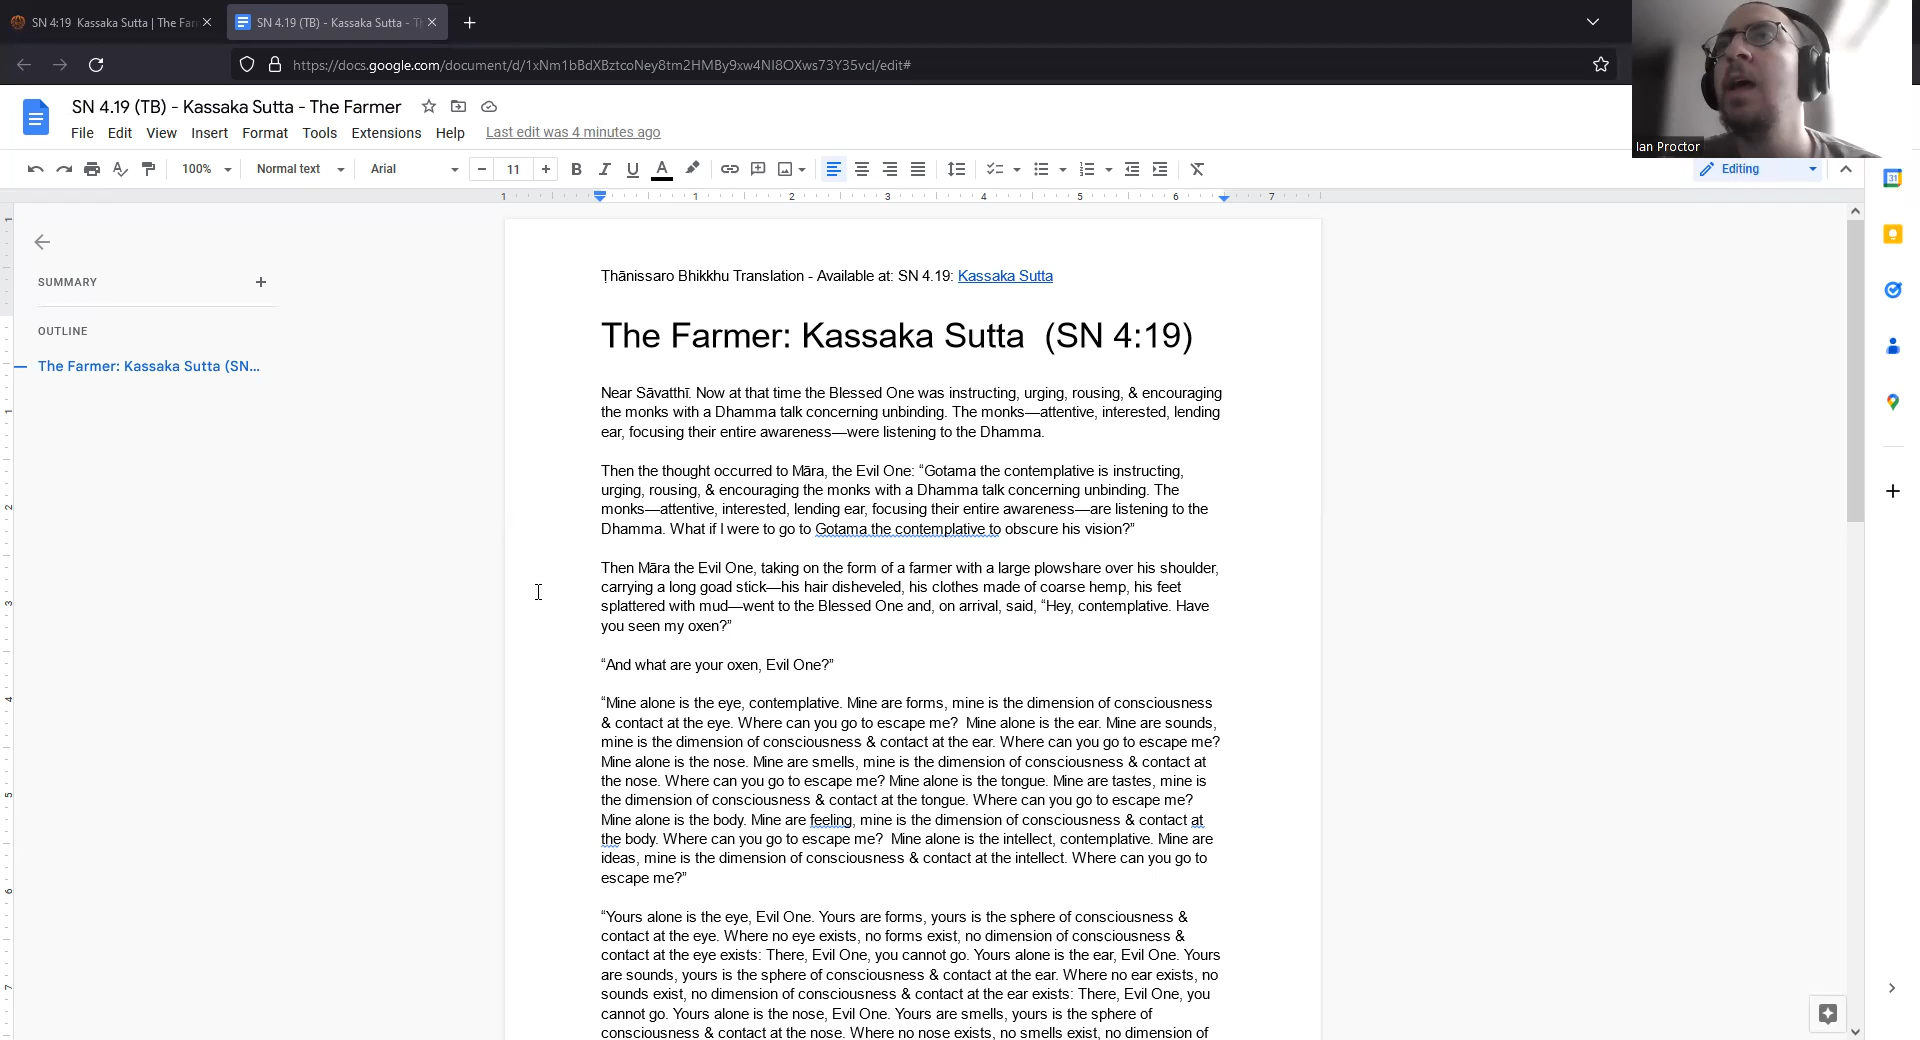 SN 4:19 Kassaka Sutta | The Far
SN 4.19 (TB) - Kassaka Sutta - T
https://docs.google.com/document/d/1xNm1bBdXBztcoNey8tm2HMBy9xw4NI8OXws73Y35vcI/edit#
Ian Proctor
SN 4.19 (TB) - Kassaka Sutta - The Farmer
File Edit View Insert Format Tools Extensions Help Last edit was 4 minutes ago
100% Normal text Arial 11 Editing
1 1 2 3 4 5 6 7
SUMMARY
OUTLINE
The Farmer: Kassaka Sutta (SN...
Ṭhānissaro Bhikkhu Translation - Available at: SN 4.19: Kassaka Sutta
The Farmer: Kassaka Sutta (SN 4:19)
Near Sāvatthī. Now at that time the Blessed One was instructing, urging, rousing, & encouraging
the monks with a Dhamma talk concerning unbinding. The monks—attentive, interested, lending
ear, focusing their entire awareness—were listening to the Dhamma.
Then the thought occurred to Māra, the Evil One: “Gotama the contemplative is instructing,
urging, rousing, & encouraging the monks with a Dhamma talk concerning unbinding. The
monks—attentive, interested, lending ear, focusing their entire awareness—are listening to the
Dhamma. What if I were to go to Gotama the contemplative to obscure his vision?”
Then Māra the Evil One, taking on the form of a farmer with a large plowshare over his shoulder,
carrying a long goad stick—his hair disheveled, his clothes made of coarse hemp, his feet
splattered with mud—went to the Blessed One and, on arrival, said, “Hey, contemplative. Have
you seen my oxen?”
“And what are your oxen, Evil One?”
“Mine alone is the eye, contemplative. Mine are forms, mine is the dimension of consciousness
& contact at the eye. Where can you go to escape me? Mine alone is the ear. Mine are sounds,
mine is the dimension of consciousness & contact at the ear. Where can you go to escape me?
Mine alone is the nose. Mine are smells, mine is the dimension of consciousness & contact at
the nose. Where can you go to escape me? Mine alone is the tongue. Mine are tastes, mine is
the dimension of consciousness & contact at the tongue. Where can you go to escape me?
Mine alone is the body. Mine are feeling, mine is the dimension of consciousness & contact at
the body. Where can you go to escape me? Mine alone is the intellect, contemplative. Mine are
ideas, mine is the dimension of consciousness & contact at the intellect. Where can you go to
escape me?”
“Yours alone is the eye, Evil One. Yours are forms, yours is the sphere of consciousness &
contact at the eye. Where no eye exists, no forms exist, no dimension of consciousness &
contact at the eye exists: There, Evil One, you cannot go. Yours alone is the ear, Evil One. Yours
are sounds, yours is the sphere of consciousness & contact at the ear. Where no ear exists, no
sounds exist, no dimension of consciousness & contact at the ear exists: There, Evil One, you
cannot go. Yours alone is the nose, Evil One. Yours are smells, yours is the sphere of
consciousness & contact at the nose. Where no nose exists, no smells exist, no dimension of